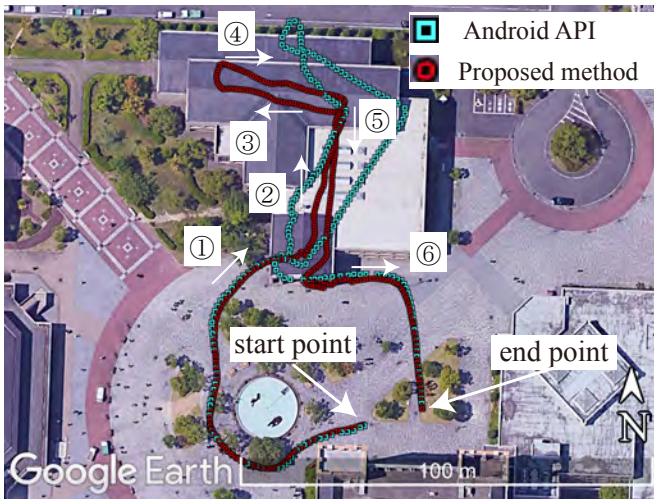 ④
Android API
Proposed method
③
⑤
②
①
⑥
start point
end point
N
Google Earth
100 m